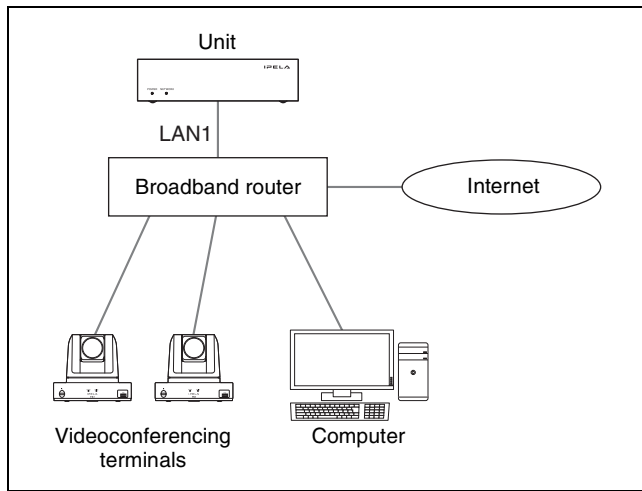 Unit
IPELA
LAN1
Broadband router
Internet
Videoconferencing
terminals
Computer